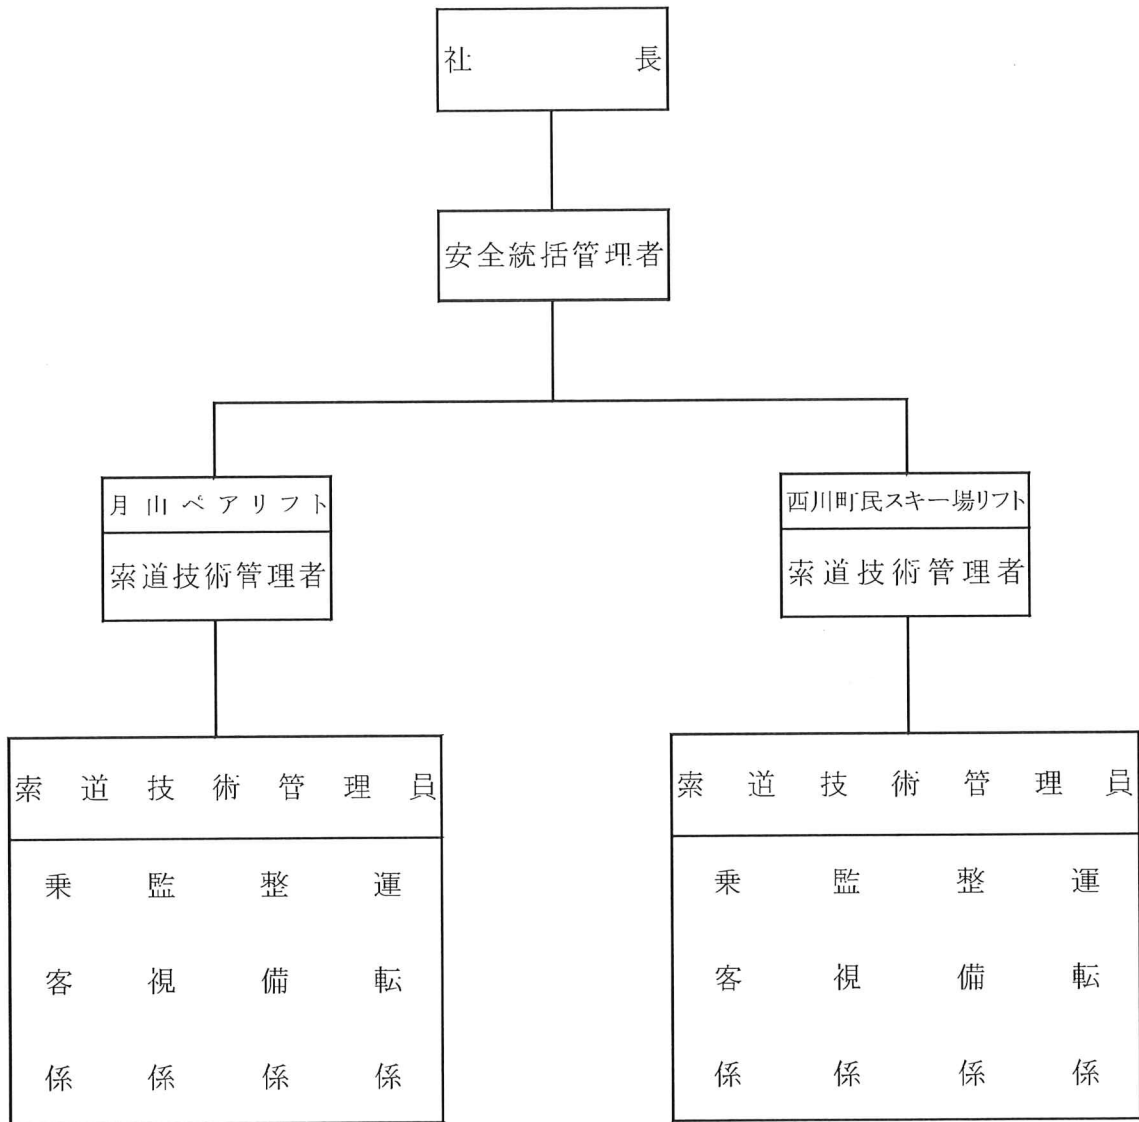 社長
安全統括管理者
月山ペアリフト
索道技術管理者
西川町民スキー場リフト
索道技術管理者
索道技術管理員
運転係
整備係
監視係
乗客係
索道技術管理員
運転係
整備係
監視係
乗客係